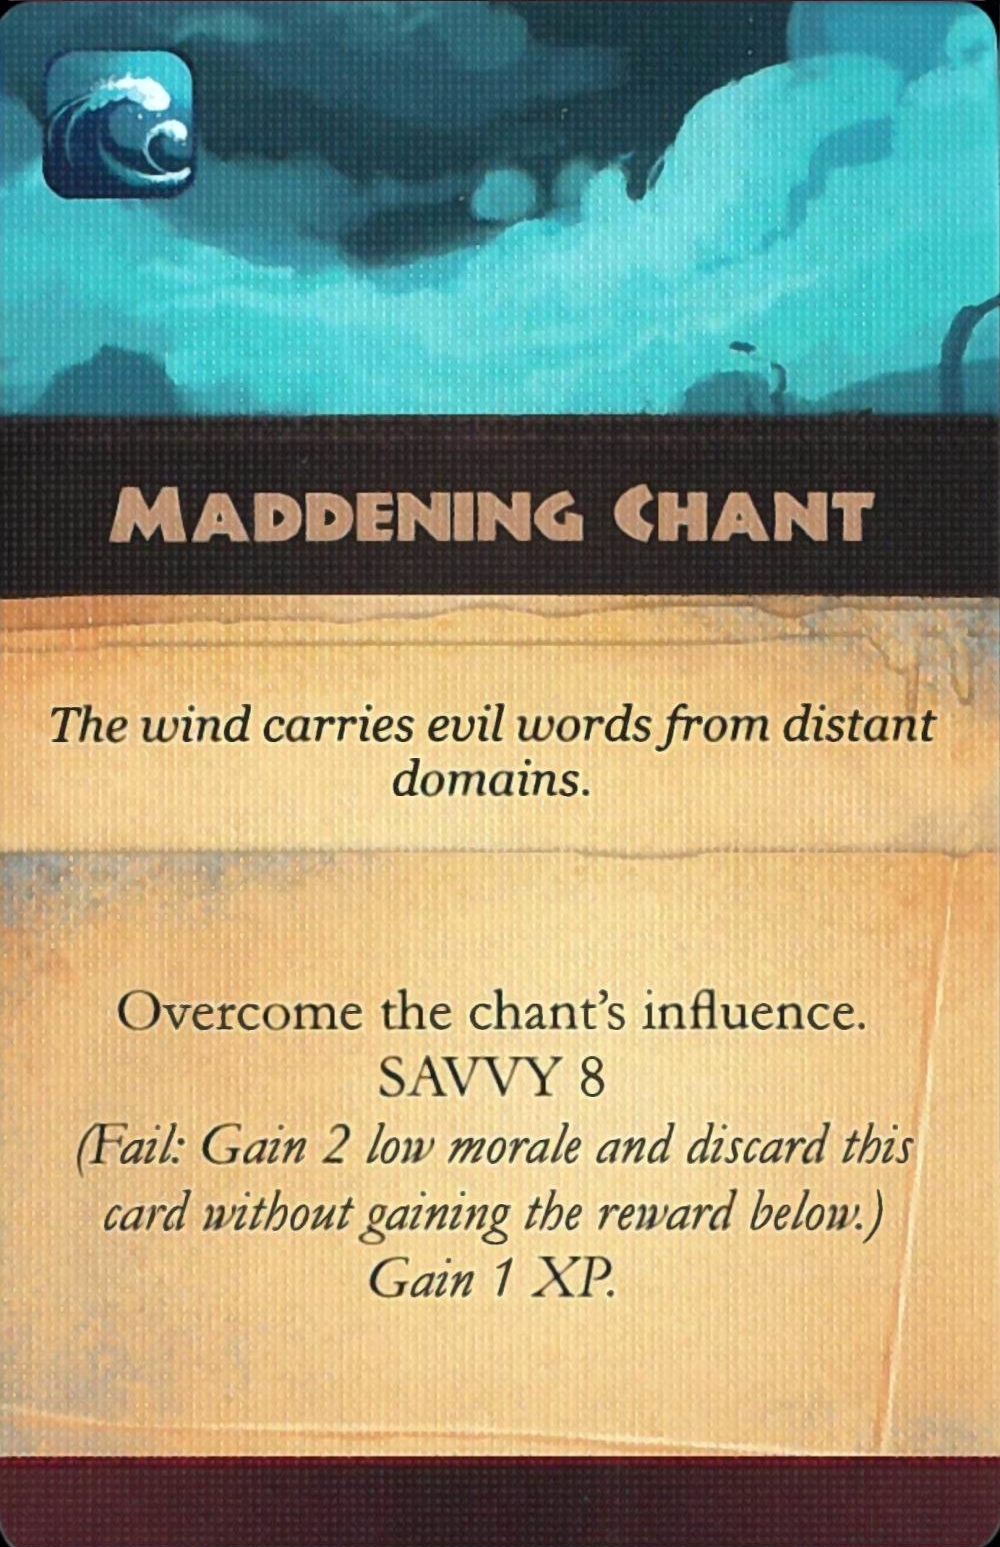 MADDENING CHANT
The wind carries evil words from distant
domains.
Overcome the chant's influence.
SAVVY 8
(Fail: Gain 2 low morale and discard this
card without gaining the reward below.)
Gain 1 XP.